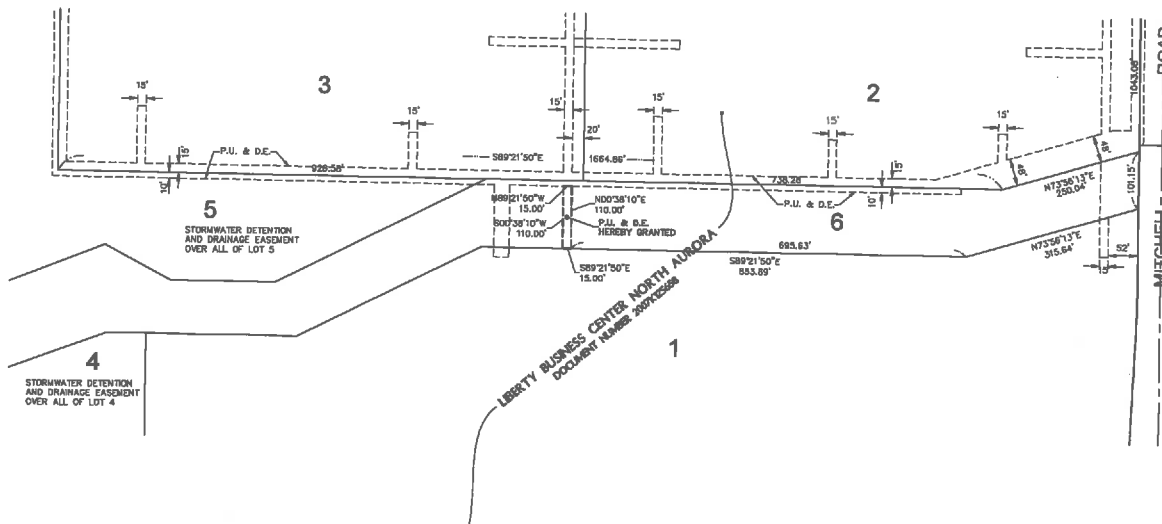 ROAD
1043.08'
3
2
15'
15'
15'
15'
15'
15'
20'
48'
48'
15'
P.U. & D.E.
928.58'
S89°21'50"E
1664.86'
15'
738.28'
10'
10'
P.U. & D.E.
N73°56'13"E
250.04'
101.15'
5
STORMWATER DETENTION
AND DRAINAGE EASEMENT
OVER ALL OF LOT 5
N89°21'50"W
15.00'
N00°38'10"E
110.00'
S00°38'10"W
110.00'
P.U. & D.E.
HEREBY GRANTED
6
695.63'
S89°21'50"E
883.89'
S89°21'50"E
15.00'
N73°56'13"E
315.64'
52'
MITCHELL
LIBERTY BUSINESS CENTER NORTH AURORA
DOCUMENT NUMBER
1
4
STORMWATER DETENTION
AND DRAINAGE EASEMENT
OVER ALL OF LOT 4